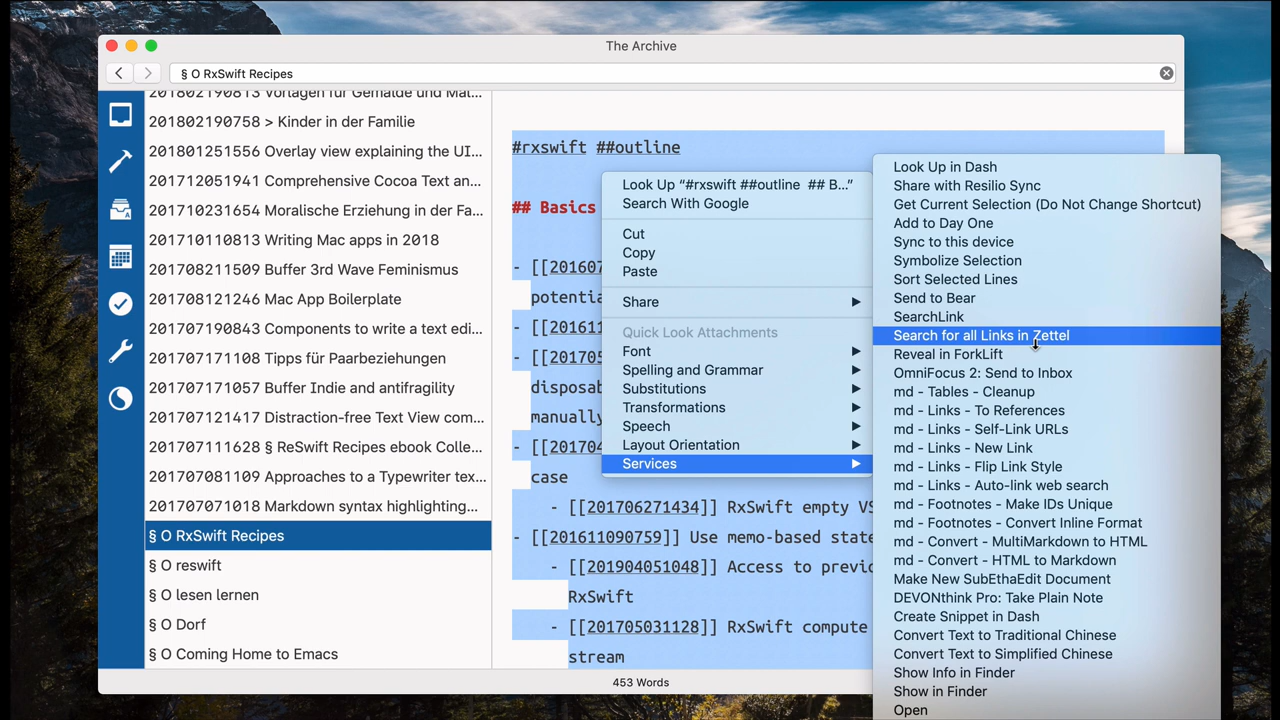 The Archive
§ O RxSwift Recipes
201802190813 Vorlagen für Gemälde und Mal...
201802190758 > Kinder in der Familie
201801251556 Overlay view explaining the UI...
201712051941 Comprehensive Cocoa Text an...
201710231654 Moralische Erziehung in der Fa...
201710110813 Writing Mac apps in 2018
201708211509 Buffer 3rd Wave Feminismus
201708121246 Mac App Boilerplate
201707190843 Components to write a text edi...
201707171108 Tipps für Paarbeziehungen
201707171057 Buffer Indie and antifragility
201707121417 Distraction-free Text View com...
201707111628 § ReSwift Recipes ebook Colle...
201707081109 Approaches to a Typewriter tex...
201707071018 Markdown syntax highlighting...
§ O RxSwift Recipes
§ O reswift
§ O lesen lernen
§ O Dorf
§ O Coming Home to Emacs
#rxswift ##outline
## Basics
- [[201607
potentia
- [[201611
- [[201705
disposab
manually
- [[201704
case
- [[201706271434]] RxSwift empty VS
- [[201611090759]] Use memo-based state
- [[201904051048]] Access to previo
RxSwift
- [[201705031128]] RxSwift compute
stream
453 Words
Look Up “#rxswift ##outline  ## B...”
Search With Google
Cut
Copy
Paste
Share
Quick Look Attachments
Font
Spelling and Grammar
Substitutions
Transformations
Speech
Layout Orientation
Services
Look Up in Dash
Share with Resilio Sync
Get Current Selection (Do Not Change Shortcut)
Add to Day One
Sync to this device
Symbolize Selection
Sort Selected Lines
Send to Bear
SearchLink
Search for all Links in Zettel
Reveal in ForkLift
OmniFocus 2: Send to Inbox
md - Tables - Cleanup
md - Links - To References
md - Links - Self-Link URLs
md - Links - New Link
md - Links - Flip Link Style
md - Links - Auto-link web search
md - Footnotes - Make IDs Unique
md - Footnotes - Convert Inline Format
md - Convert - MultiMarkdown to HTML
md - Convert - HTML to Markdown
Make New SubEthaEdit Document
DEVONthink Pro: Take Plain Note
Create Snippet in Dash
Convert Text to Traditional Chinese
Convert Text to Simplified Chinese
Show Info in Finder
Show in Finder
Open